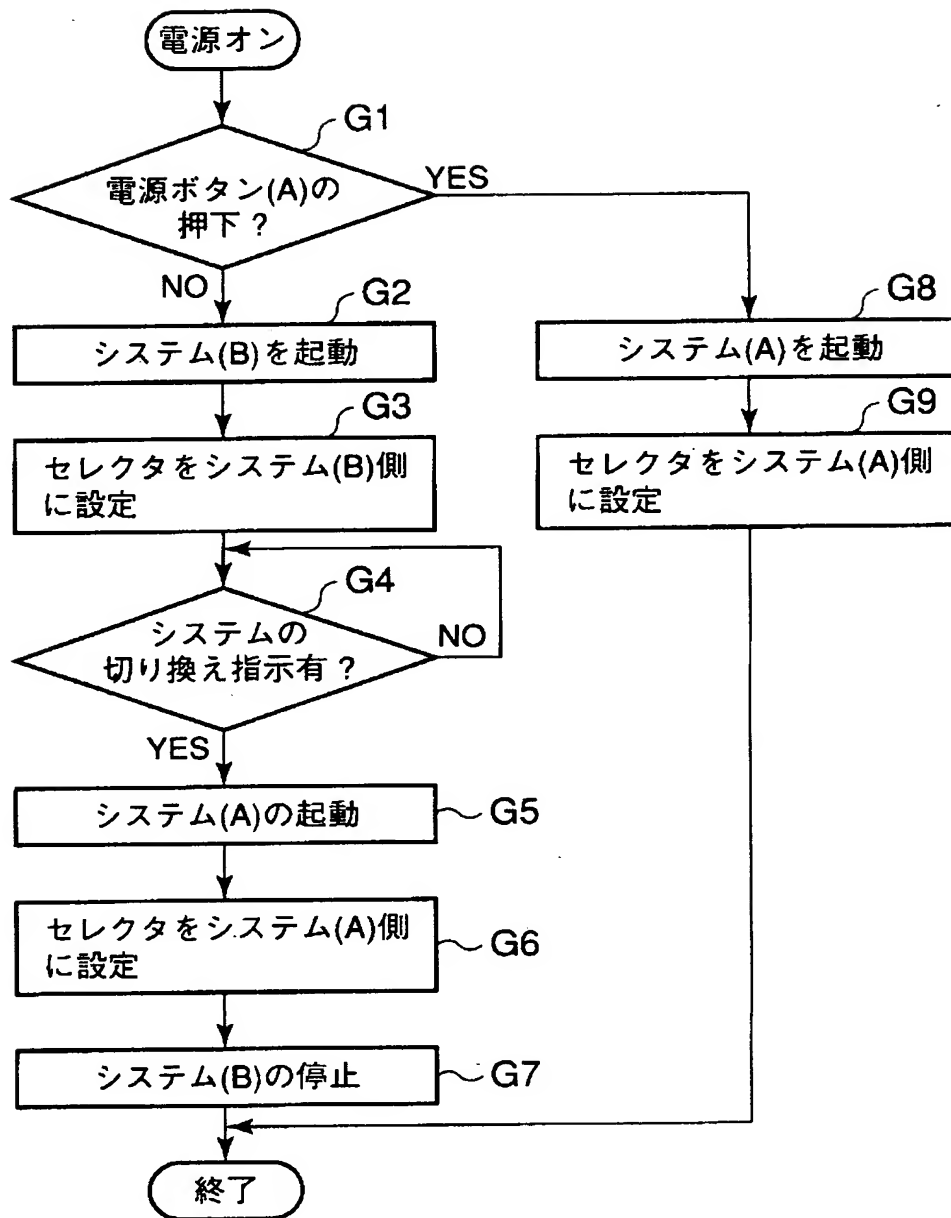 電源オン
G1
電源ボタン(A)の
押下？
YES
NO
G2
システム(B)を起動
G8
システム(A)を起動
G3
セレクタをシステム(B)側
に設定
G9
セレクタをシステム(A)側
に設定
G4
システムの
切り換え指示有？
NO
YES
システム(A)の起動
G5
セレクタをシステム(A)側
に設定
G6
システム(B)の停止
G7
終了